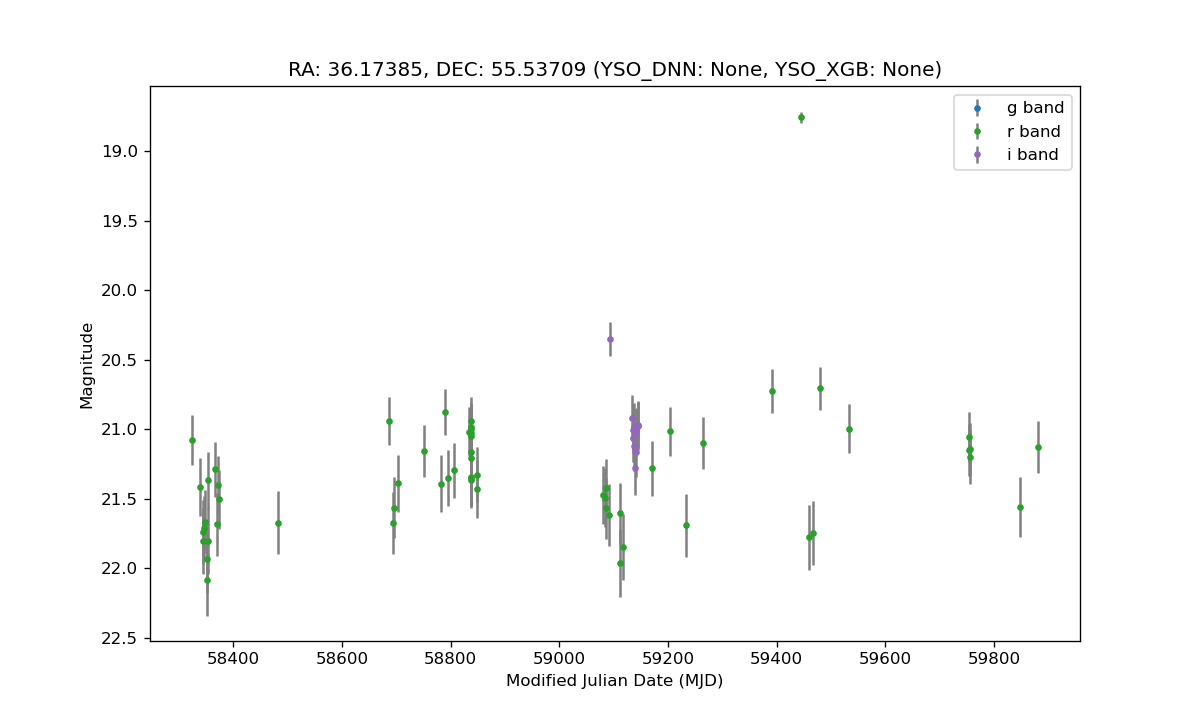 RA: 36.17385, DEC: 55.53709 (YSO_DNN: None, YSO_XGB: None)
g band
r band
i band
19.0
19.5
20.0
20.5
21.0
21.5
22.0
22.5
Magnitude
58400
58600
58800
59000
59200
59400
59600
59800
Modified Julian Date (MJD)